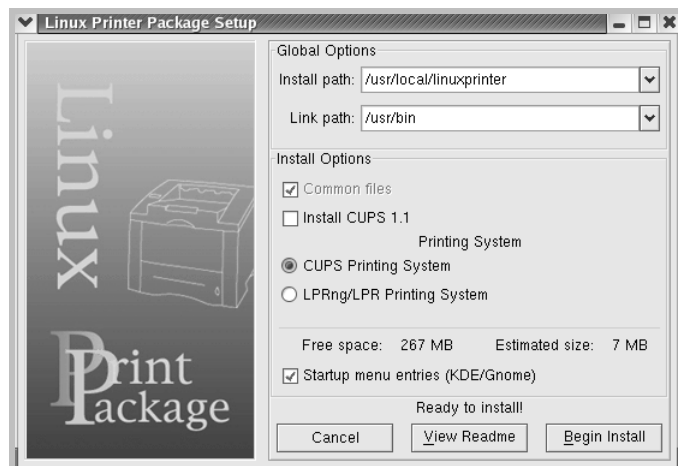 Linux Printer Package Setup
Linux
Print
Package
Global Options
Install path: /usr/local/linuxprinter
Link path: /usr/bin
Install Options
Common files
Install CUPS 1.1
Printing System
CUPS Printing System
LPRng/LPR Printing System
Free space: 267 MB Estimated size: 7 MB
Startup menu entries (KDE/Gnome)
Ready to install!
Cancel View Readme Begin Install